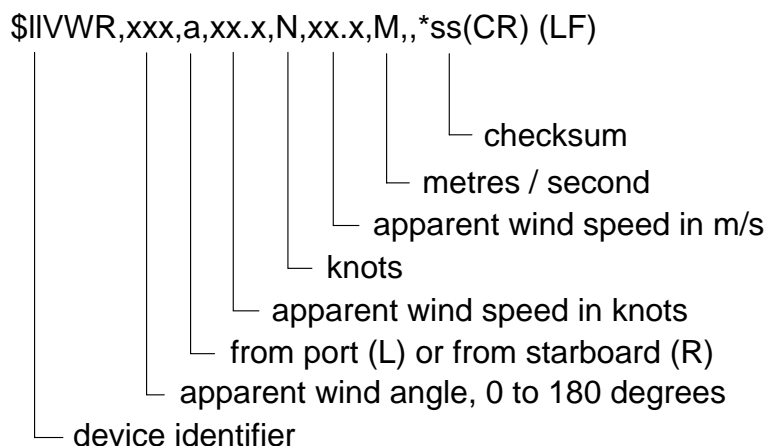 $IIVWR,xxx,a,xx.x,N,xx.x,M,,*ss(CR) (LF)
checksum
metres / second
apparent wind speed in m/s
knots
apparent wind speed in knots
from port (L) or from starboard (R)
apparent wind angle, 0 to 180 degrees
device identifier